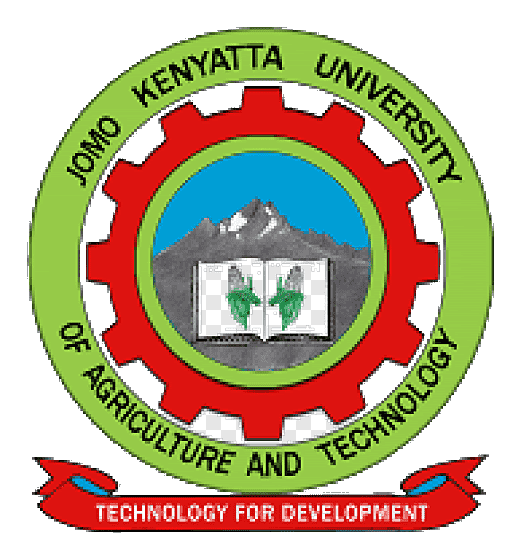 JOMO KENYATTA UNIVERSITY
OF AGRICULTURE AND TECHNOLOGY
TECHNOLOGY FOR DEVELOPMENT